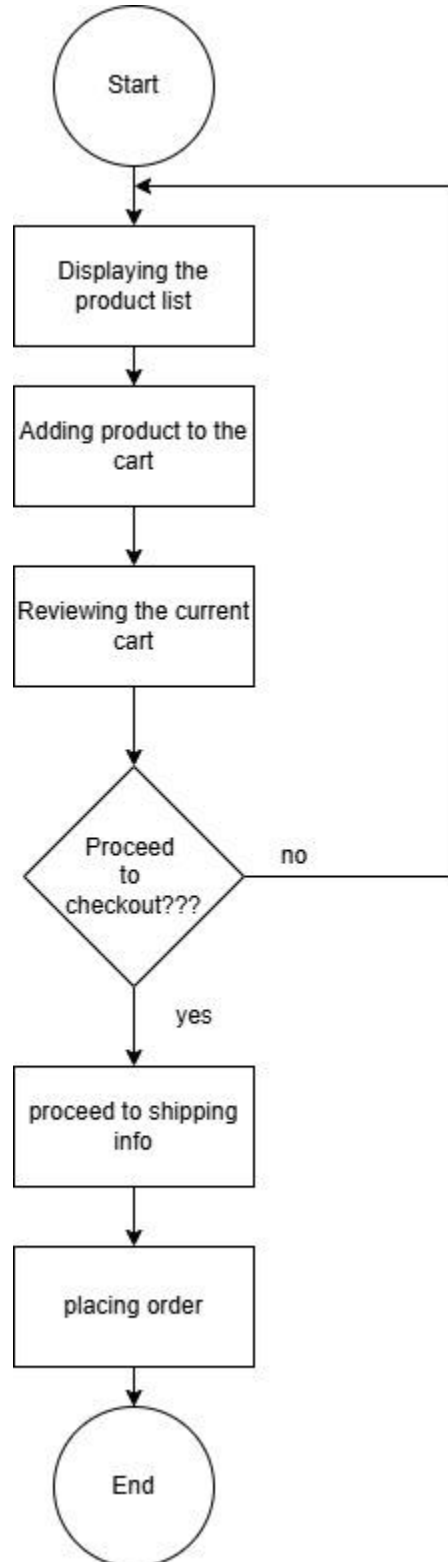 Start
Displaying the
product list
Adding product to the
cart
Reviewing the current
cart
Proceed
to
checkout???
no
yes
proceed to shipping
info
placing order
End